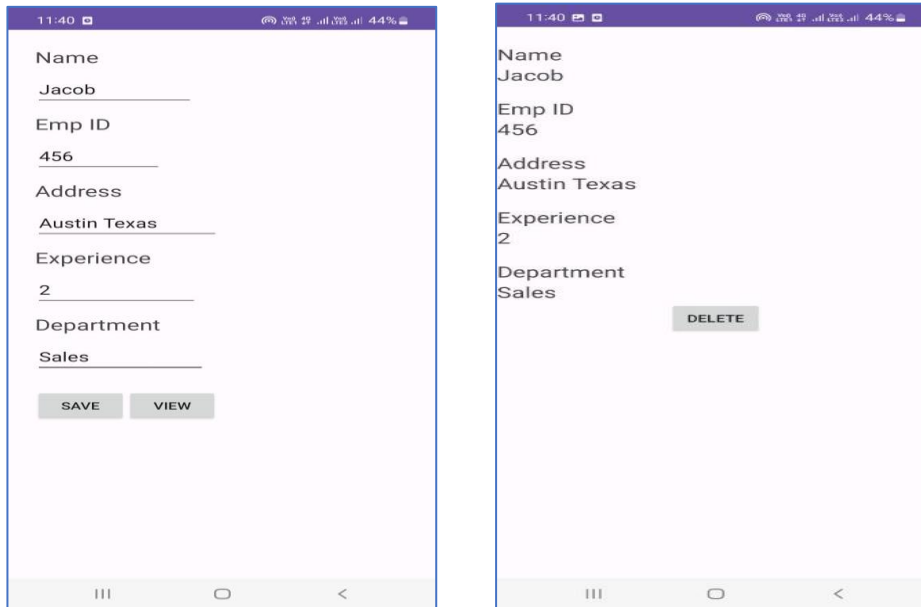 11:40
44%
Name
Jacob
Emp ID
456
Address
Austin Texas
Experience
2
Department
Sales
SAVE VIEW
11:40
44%
Name
Jacob
Emp ID
456
Address
Austin Texas
Experience
2
Department
Sales
DELETE